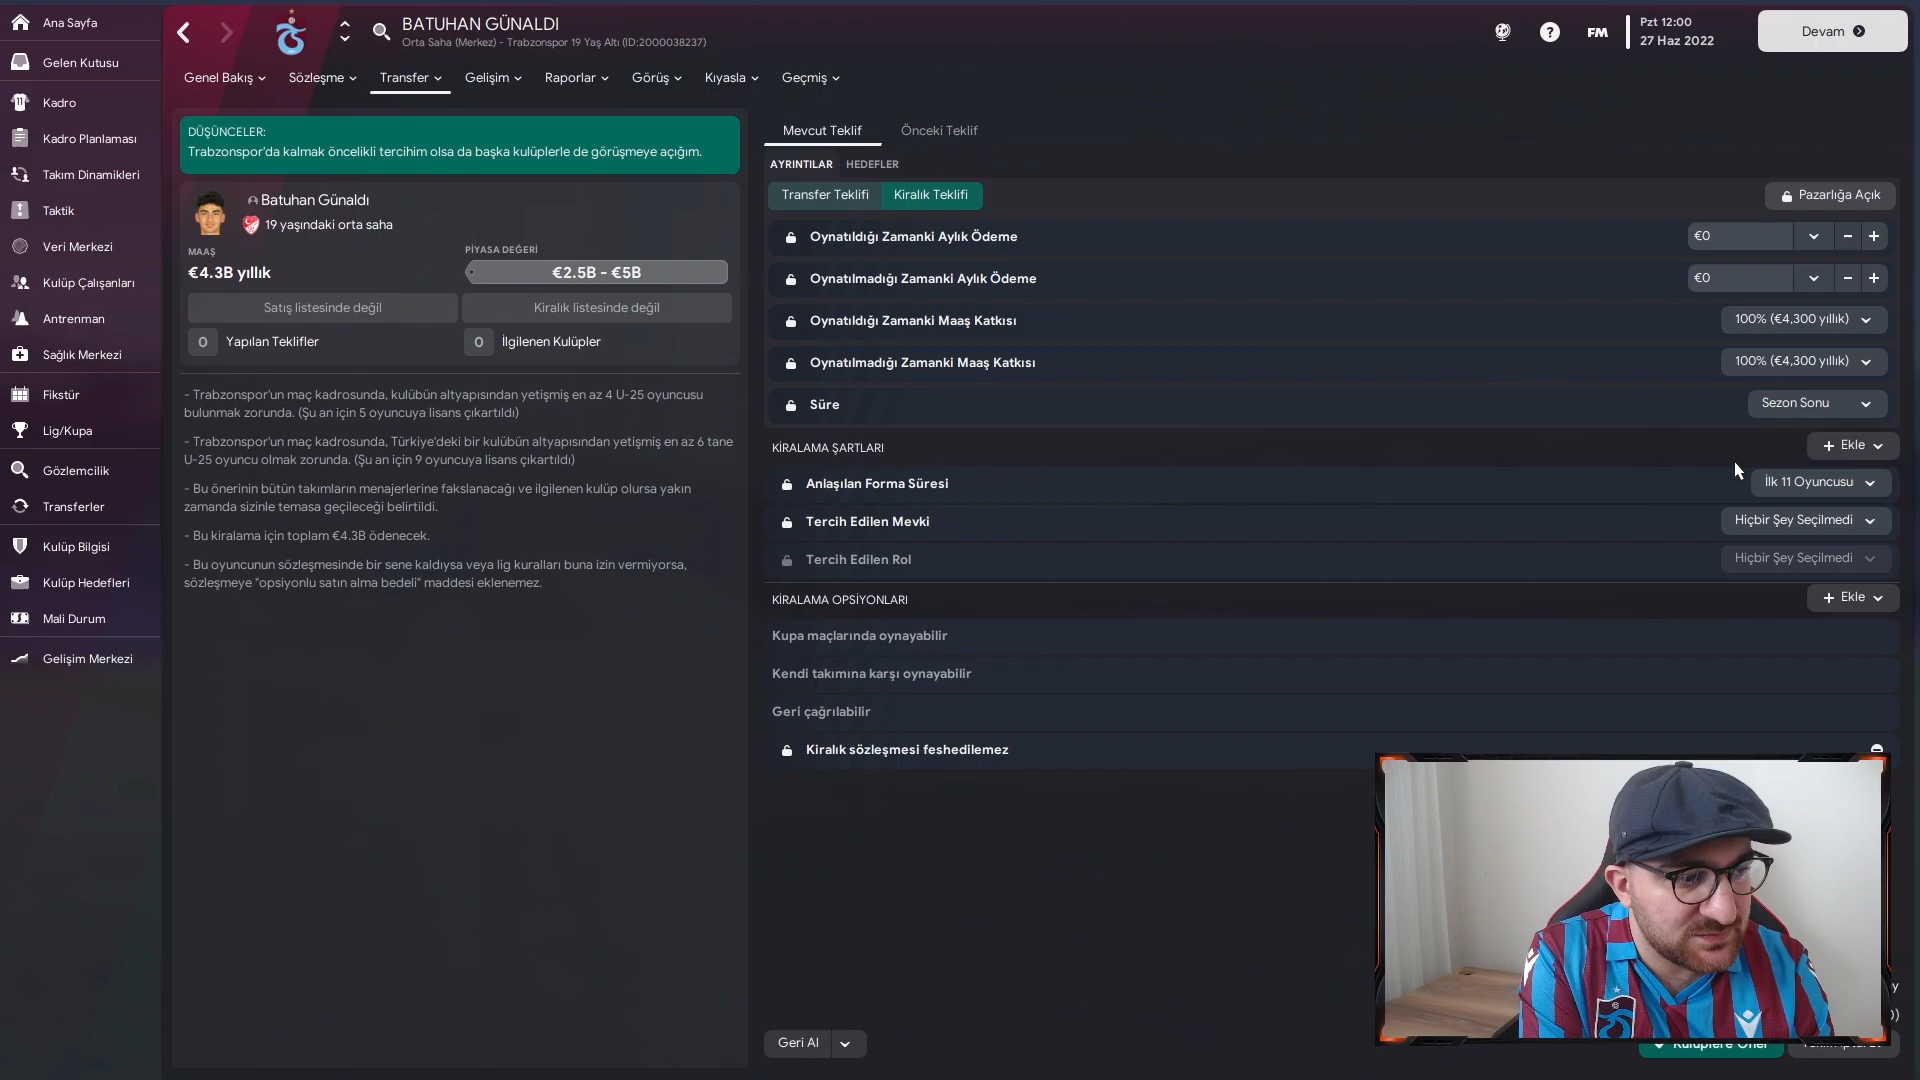 Ana Sayfa
Gelen Kutusu
Kadro
Kadro Planlaması
Takım Dinamikleri
Taktik
Veri Merkezi
Kulüp Çalışanları
Antrenman
Sağlık Merkezi
Fikstür
Lig/Kupa
Gözlemcilik
Transferler
Kulüp Bilgisi
Kulüp Hedefleri
Mali Durum
Gelişim Merkezi
BATUHAN GÜNALDI
Orta Saha (Merkez) - Trabzonspor 19 Yaş Altı (ID:2000038237)
FM
Pzt 12:00
27 Haz 2022
Devam
Genel Bakış
Sözleşme
Transfer
Gelişim
Raporlar
Görüş
Kıyasla
Geçmiş
DÜŞÜNCELER:
Trabzonspor'da kalmak öncelikli tercihim olsa da başka kulüplerle de görüşmeye açığım.
Batuhan Günaldı
19 yaşındaki orta saha
MAAŞ
€4.3B yıllık
PİYASA DEĞERİ
€2.5B - €5B
Satış listesinde değil
Kiralık listesinde değil
0 Yapılan Teklifler
0 İlgilenen Kulüpler
- Trabzonspor'un maç kadrosunda, kulübün altyapısından yetişmiş en az 4 U-25 oyuncusu
bulunmak zorunda. (Şu an için 5 oyuncuya lisans çıkartıldı)
- Trabzonspor'un maç kadrosunda, Türkiye'deki bir kulübün altyapısından yetişmiş en az 6 tane
U-25 oyuncu olmak zorunda. (Şu an için 9 oyuncuya lisans çıkartıldı)
- Bu önerinin bütün takımların menajerlerine fakslanacağı ve ilgilenen kulüp olursa yakın
zamanda sizinle temasa geçileceği belirtildi.
- Bu kiralama için toplam €4.3B ödenecek.
- Bu oyuncunun sözleşmesinde bir sene kaldıysa veya lig kuralları buna izin vermiyorsa,
sözleşmeye "opsiyonlu satın alma bedeli" maddesi eklenemez.
Mevcut Teklif
Önceki Teklif
AYRINTILAR
HEDEFLER
Transfer Teklifi
Kiralık Teklifi
Pazarlığa Açık
Oynatıldığı Zamanki Aylık Ödeme
€0
Oynatılmadığı Zamanki Aylık Ödeme
€0
Oynatıldığı Zamanki Maaş Katkısı
100% (€4,300 yıllık)
Oynatılmadığı Zamanki Maaş Katkısı
100% (€4,300 yıllık)
Süre
Sezon Sonu
KİRALAMA ŞARTLARI
+ Ekle
Anlaşılan Forma Süresi
İlk 11 Oyuncusu
Tercih Edilen Mevki
Hiçbir Şey Seçilmedi
Tercih Edilen Rol
Hiçbir Şey Seçilmedi
KİRALAMA OPSİYONLARI
+ Ekle
Kupa maçlarında oynayabilir
Kendi takımına karşı oynayabilir
Geri çağrılabilir
Kiralık sözleşmesi feshedilemez
Geri Al
Kulüplere Öner